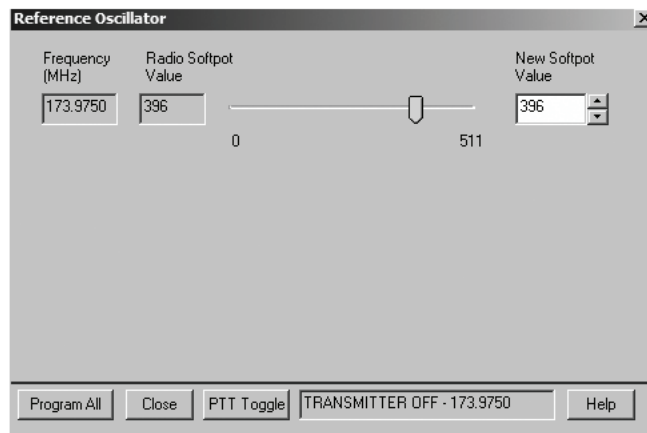 Reference Oscillator
Frequency (MHz)
Radio Softpot Value
New Softpot Value
173.9750
396
396
0
511
Program All
Close
PTT Toggle
TRANSMITTER OFF - 173.9750
Help